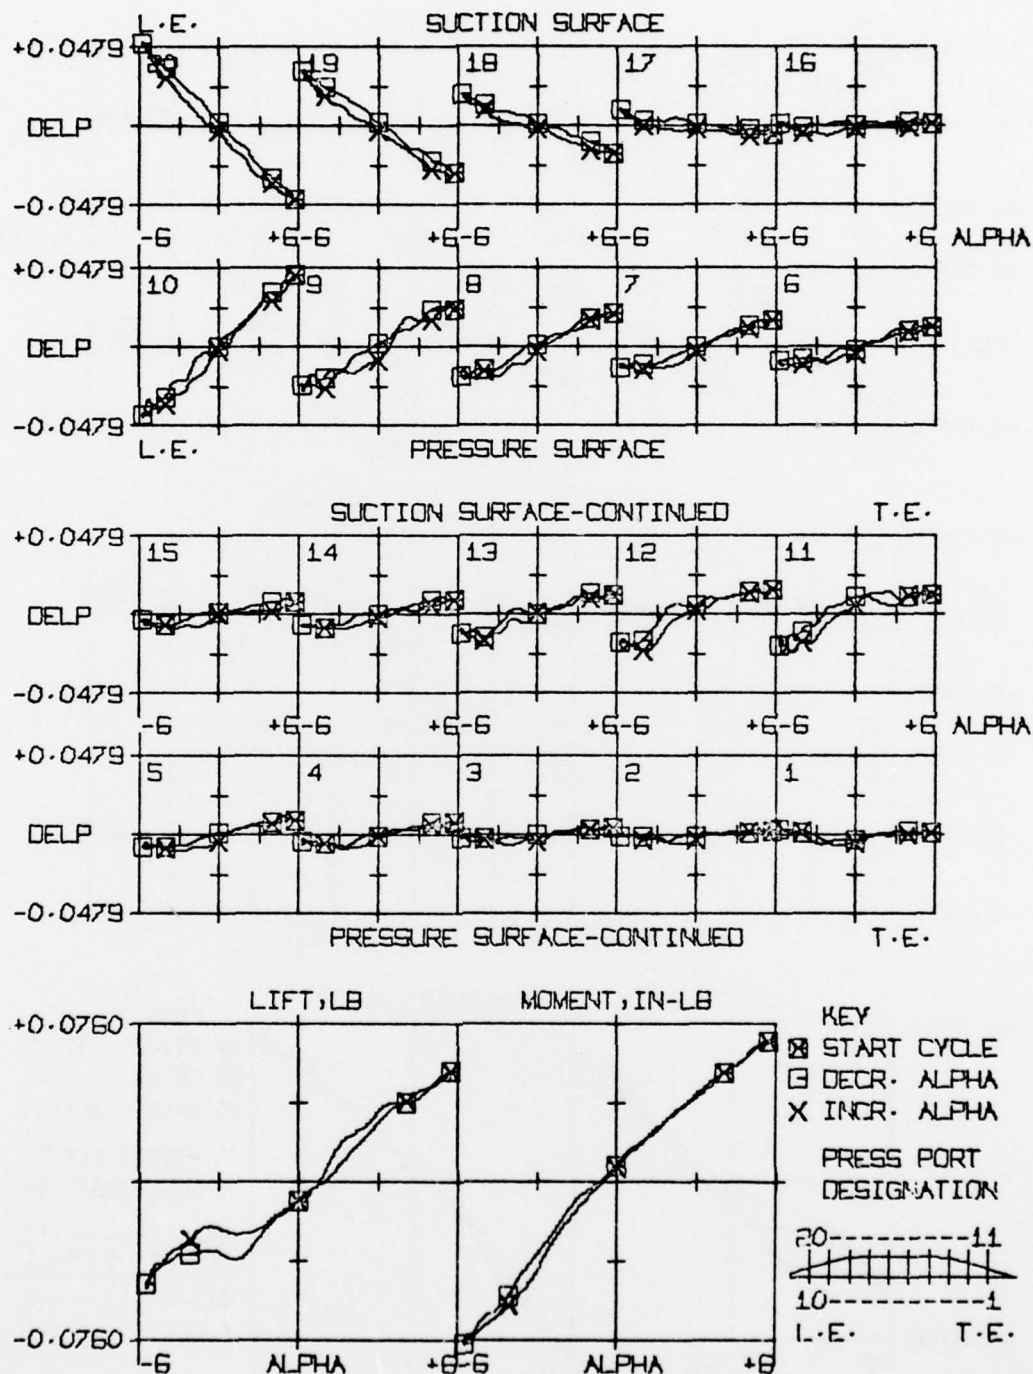 L.E. SUCTION SURFACE
+0.0479
20 19 18 17 16
DELP
-0.0479
-6 +6-6 +6-6 +6-6 +6-6 +6 ALPHA
+0.0479
10 9 8 7 6
DELP
-0.0479
L.E. PRESSURE SURFACE
SUCTION SURFACE-CONTINUED T.E.
+0.0479
15 14 13 12 11
DELP
-0.0479
-6 +6-6 +6-6 +6-6 +6-6 +6 ALPHA
+0.0479
5 4 3 2 1
DELP
-0.0479
PRESSURE SURFACE-CONTINUED T.E.
LIFT,LB MOMENT,IN-LB
+0.0760
-0.0760
-6 ALPHA +6-6 ALPHA +6
KEY
START CYCLE
DECR. ALPHA
INCR. ALPHA
PRESS PORT
DESIGNATION
20----------11
10-----------1
L.E. T.E.